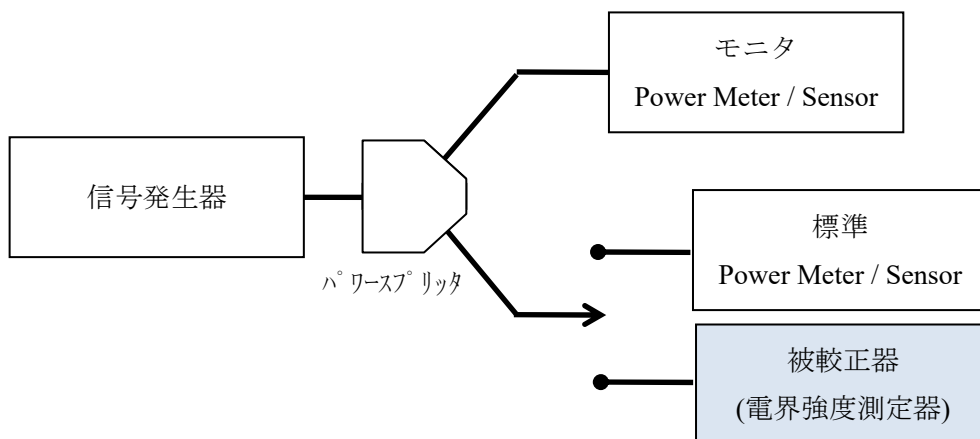 モニタ
Power Meter / Sensor
信号発生器
パワースプリッタ
標準
Power Meter / Sensor
被較正器
(電界強度測定器)